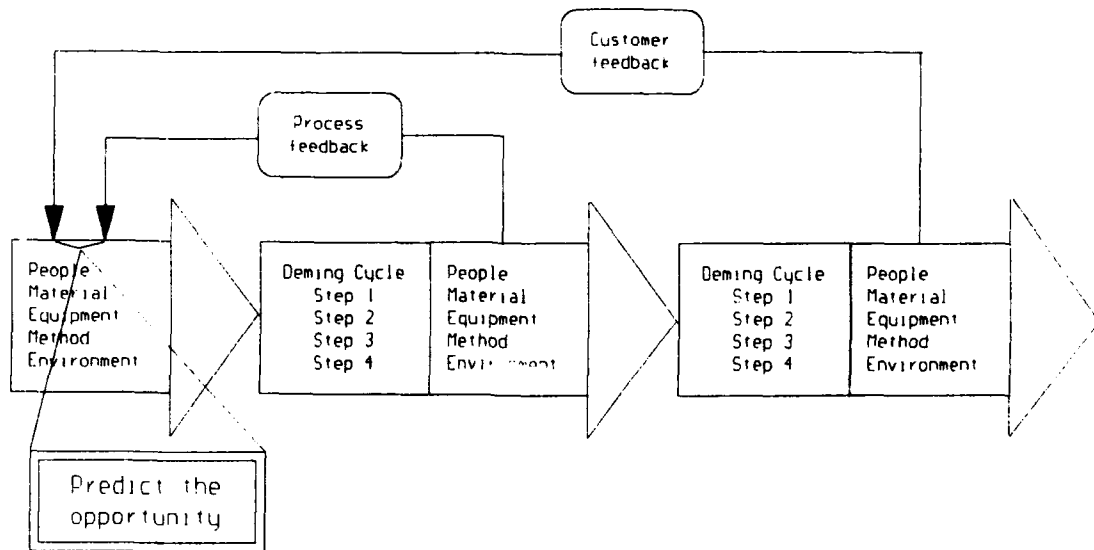 Customer
feedback
Process
feedback
People
Material
Equipment
Method
Environment
Deming Cycle
Step 1
Step 2
Step 3
Step 4
People
Material
Equipment
Method
Environment
Deming Cycle
Step 1
Step 2
Step 3
Step 4
People
Material
Equipment
Method
Environment
Predict the
opportunity